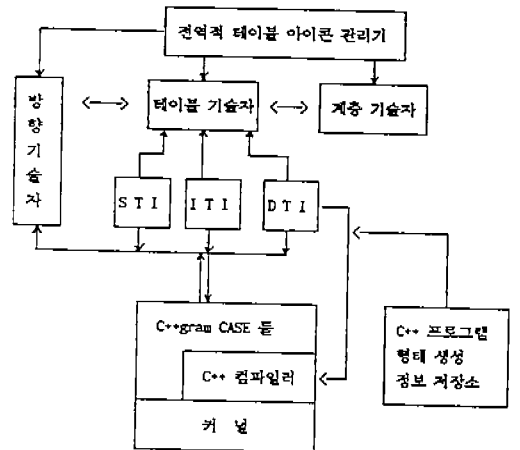 전역적 테이블 아이콘 관리기
방향기술자
테이블 기술자
계층 기술자
STI
ITI
DTI
C++gram CASE 툴
C++ 컴파일러
커널
C++ 프로그램
형태 생성
정보 저장소